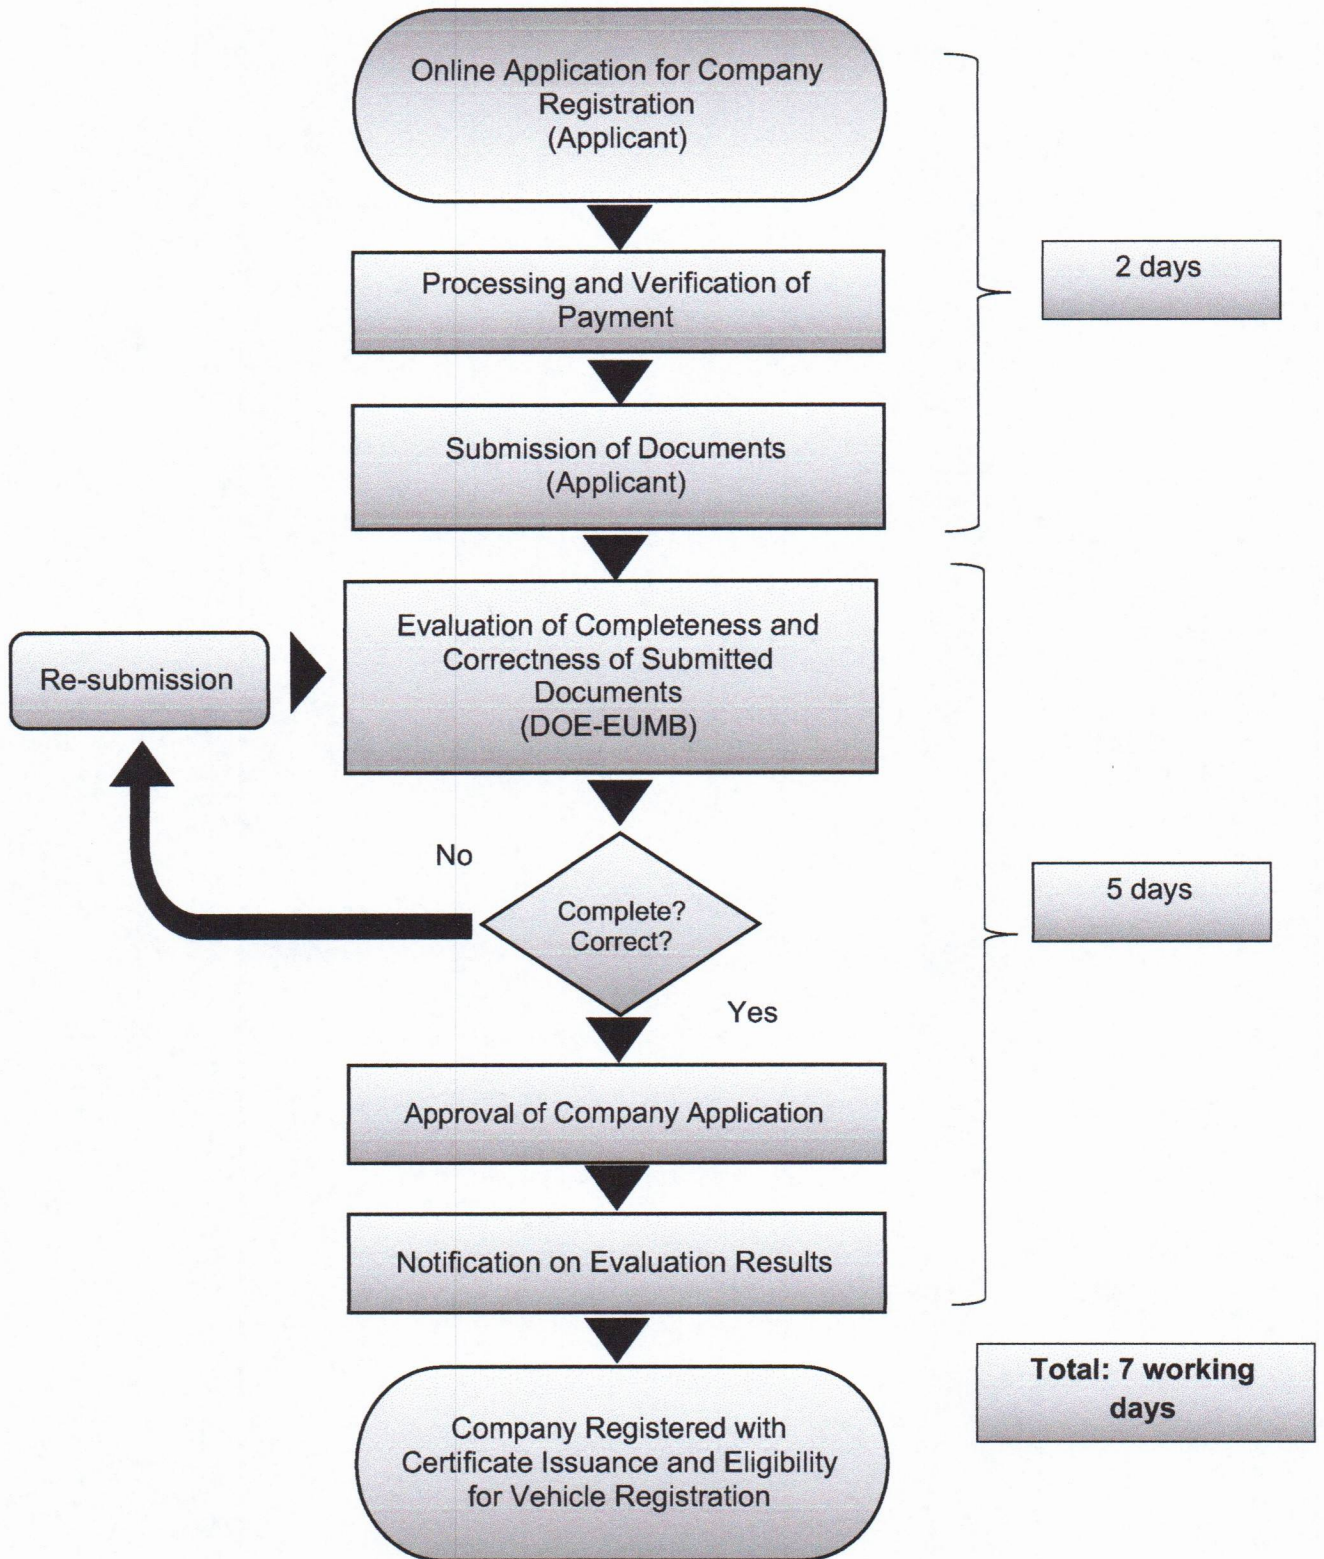 Online Application for Company
Registration
(Applicant)
Processing and Verification of
Payment
2 days
Submission of Documents
(Applicant)
Evaluation of Completeness and
Correctness of Submitted
Documents
(DOE-EUMB)
Re-submission
No
Complete?
Correct?
5 days
Yes
Approval of Company Application
Notification on Evaluation Results
Total: 7 working
days
Company Registered with
Certificate Issuance and Eligibility
for Vehicle Registration